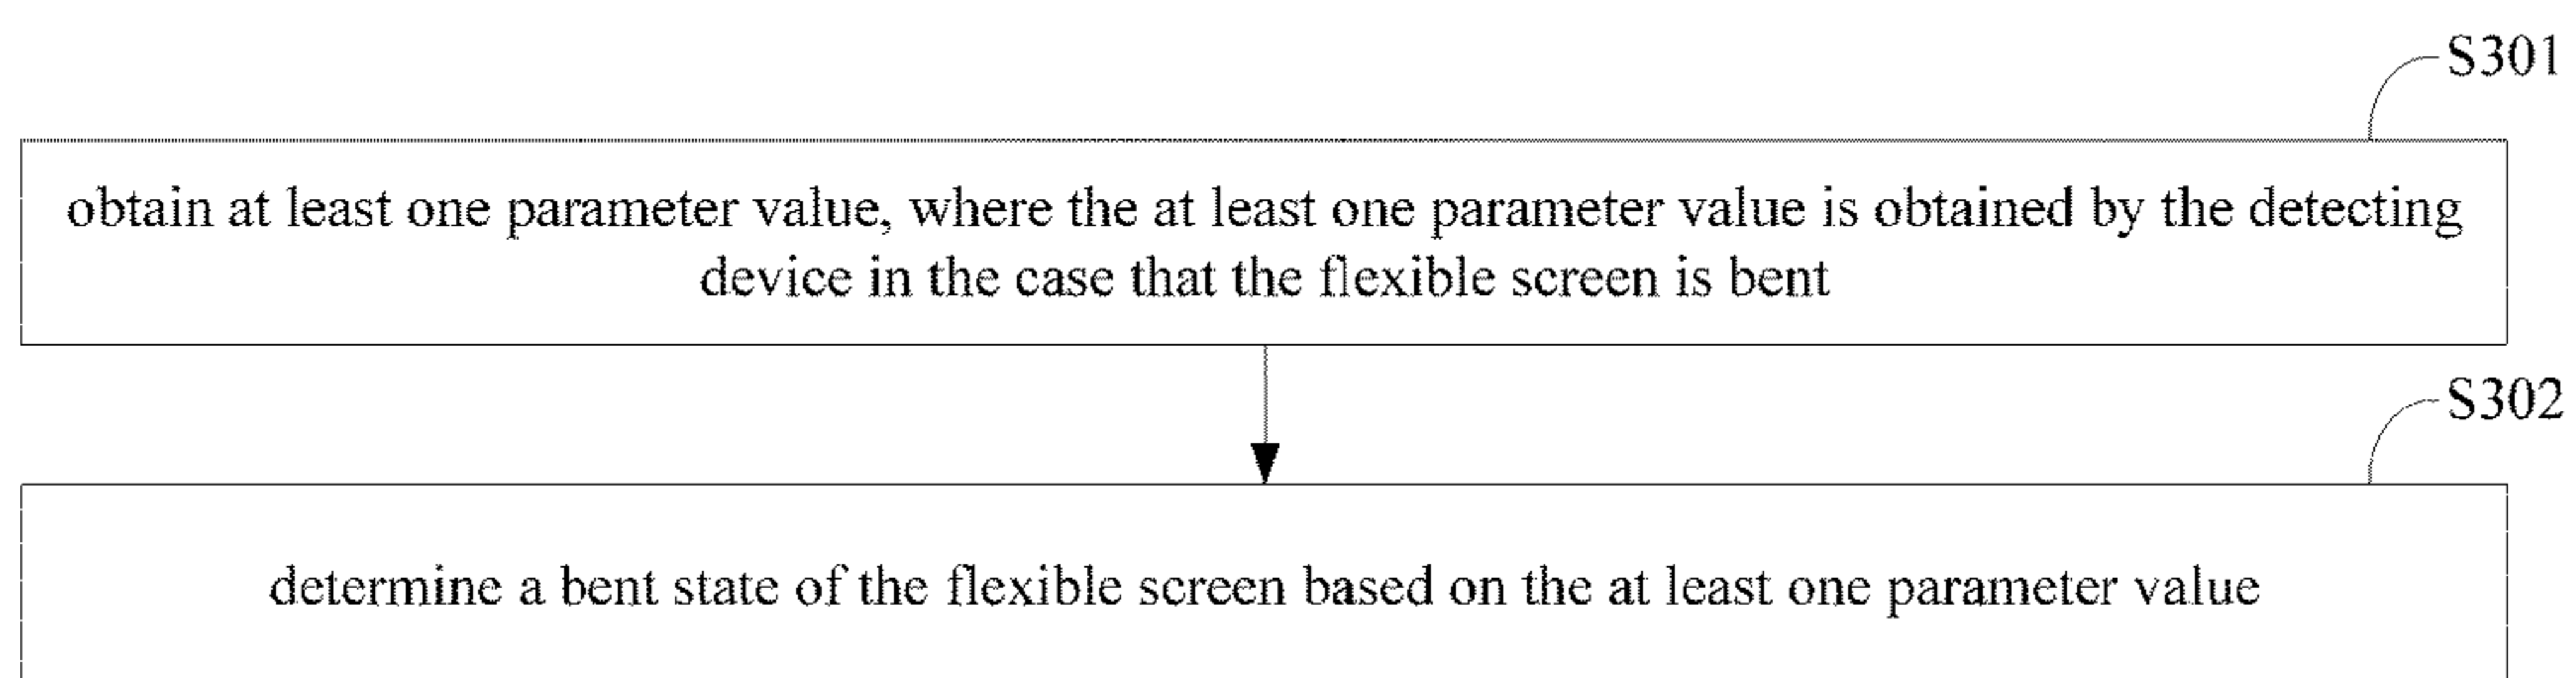 S301
obtain at least one parameter value, where the at least one parameter value is obtained by the detecting
device in the case that the flexible screen is bent
S302
determine a bent state of the flexible screen based on the at least one parameter value